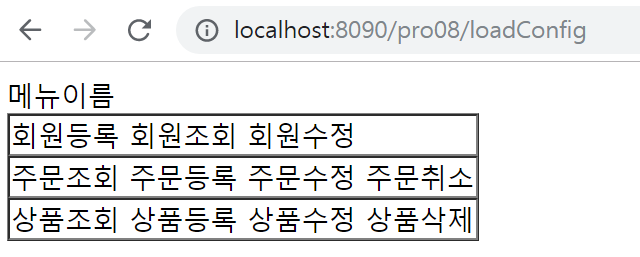 localhost:8090/pro08/loadConfig
메뉴이름
회원등록 회원조회 회원수정
주문조회 주문등록 주문수정 주문취소
상품조회 상품등록 상품수정 상품삭제